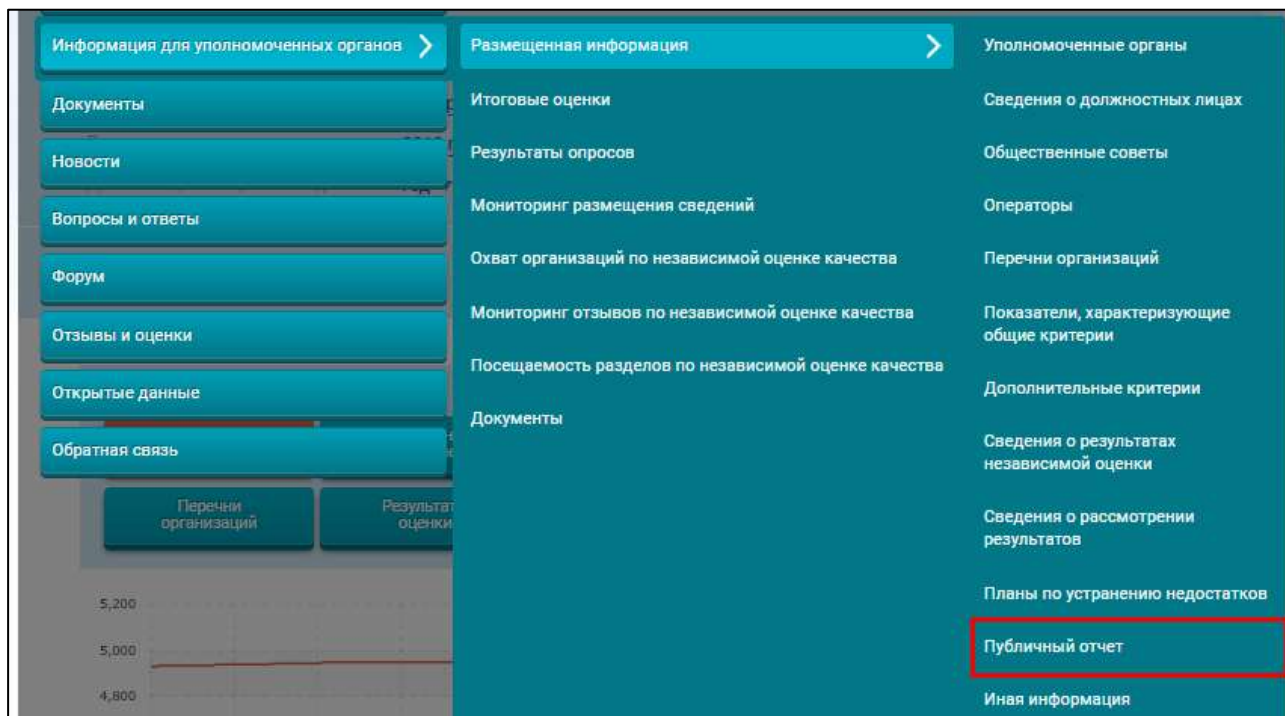 Информация для уполномоченных органов
Документы
Новости
Вопросы и ответы
Форум
Отзывы и оценки
Открытые данные
Обратная связь
Размещенная информация
Итоговые оценки
Результаты опросов
Мониторинг размещения сведений
Охват организаций по независимой оценке качества
Мониторинг отзывов по независимой оценке качества
Посещаемость разделов по независимой оценке качества
Документы
Уполномоченные органы
Сведения о должностных лицах
Общественные советы
Операторы
Перечни организаций
Показатели, характеризующие
общие критерии
Дополнительные критерии
Сведения о результатах
независимой оценки
Сведения о рассмотрении
результатов
Планы по устранению недостатков
Публичный отчет
Иная информация
Перечни
организаций
оценки
5,200
5,000
4,800